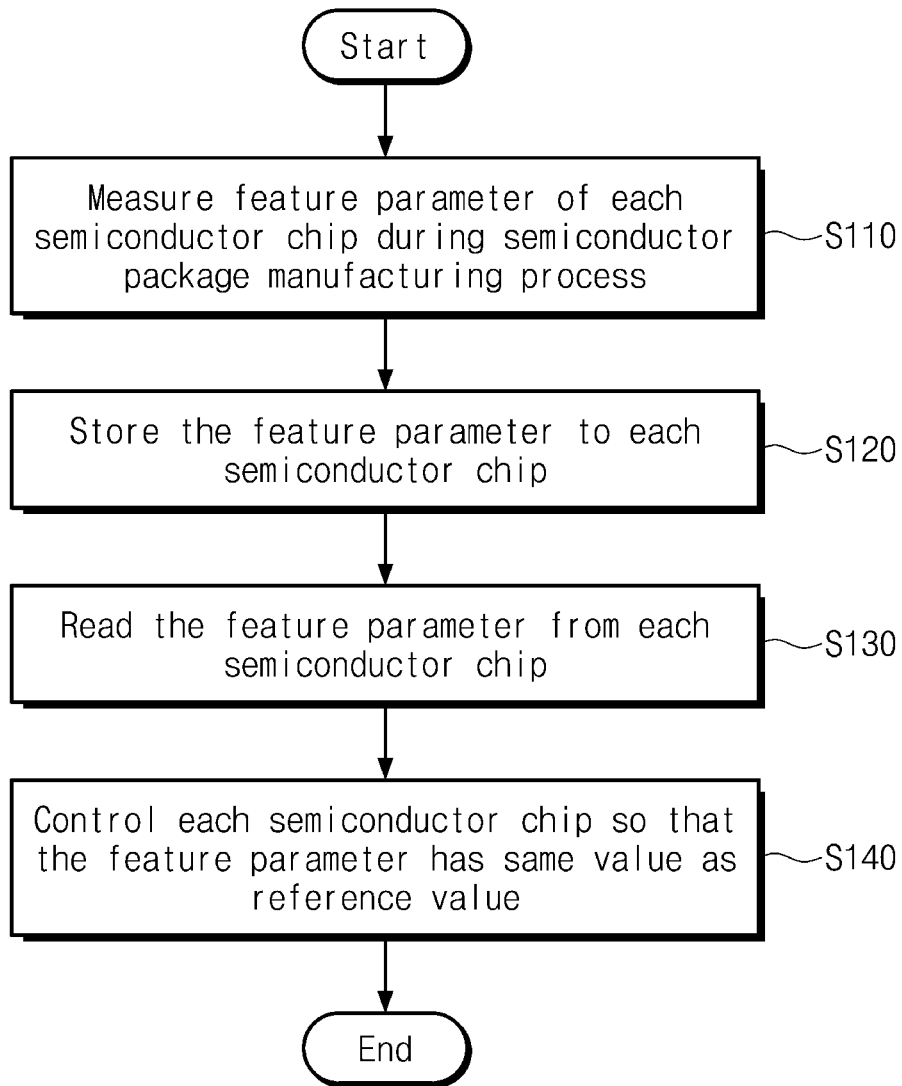 Start
Measure feature parameter of each
semiconductor chip during semiconductor
package manufacturing process
S110
Store the feature parameter to each
semiconductor chip
S120
Read the feature parameter from each
semiconductor chip
S130
Control each semiconductor chip so that
the feature parameter has same value as
reference value
S140
End